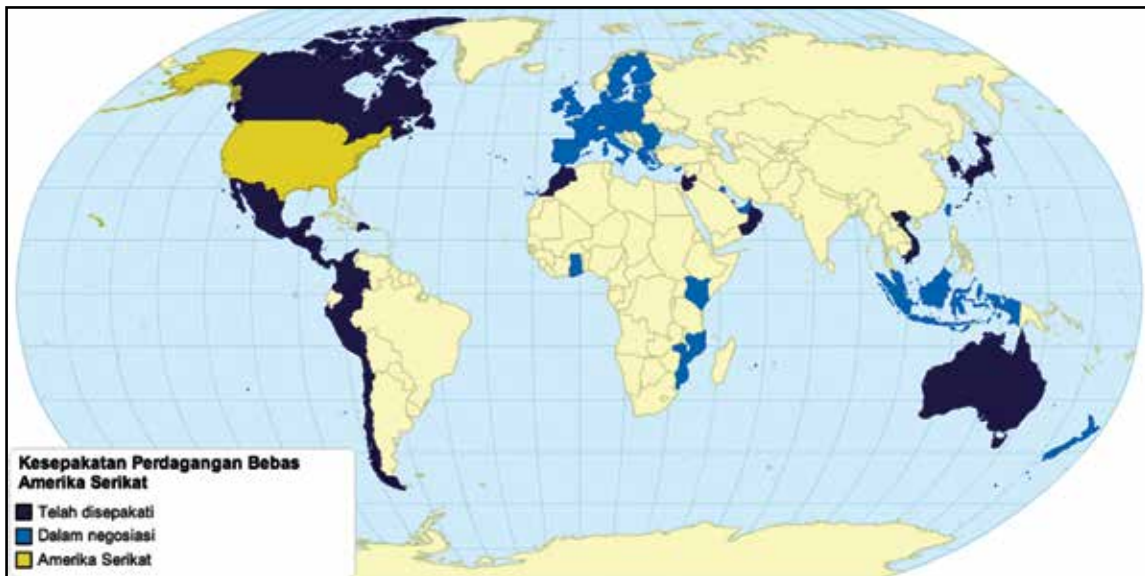 Kesepakatan Perdagangan Bebas
Amerika Serikat
Telah disepakati
Dalam negosiasi
Amerika Serikat